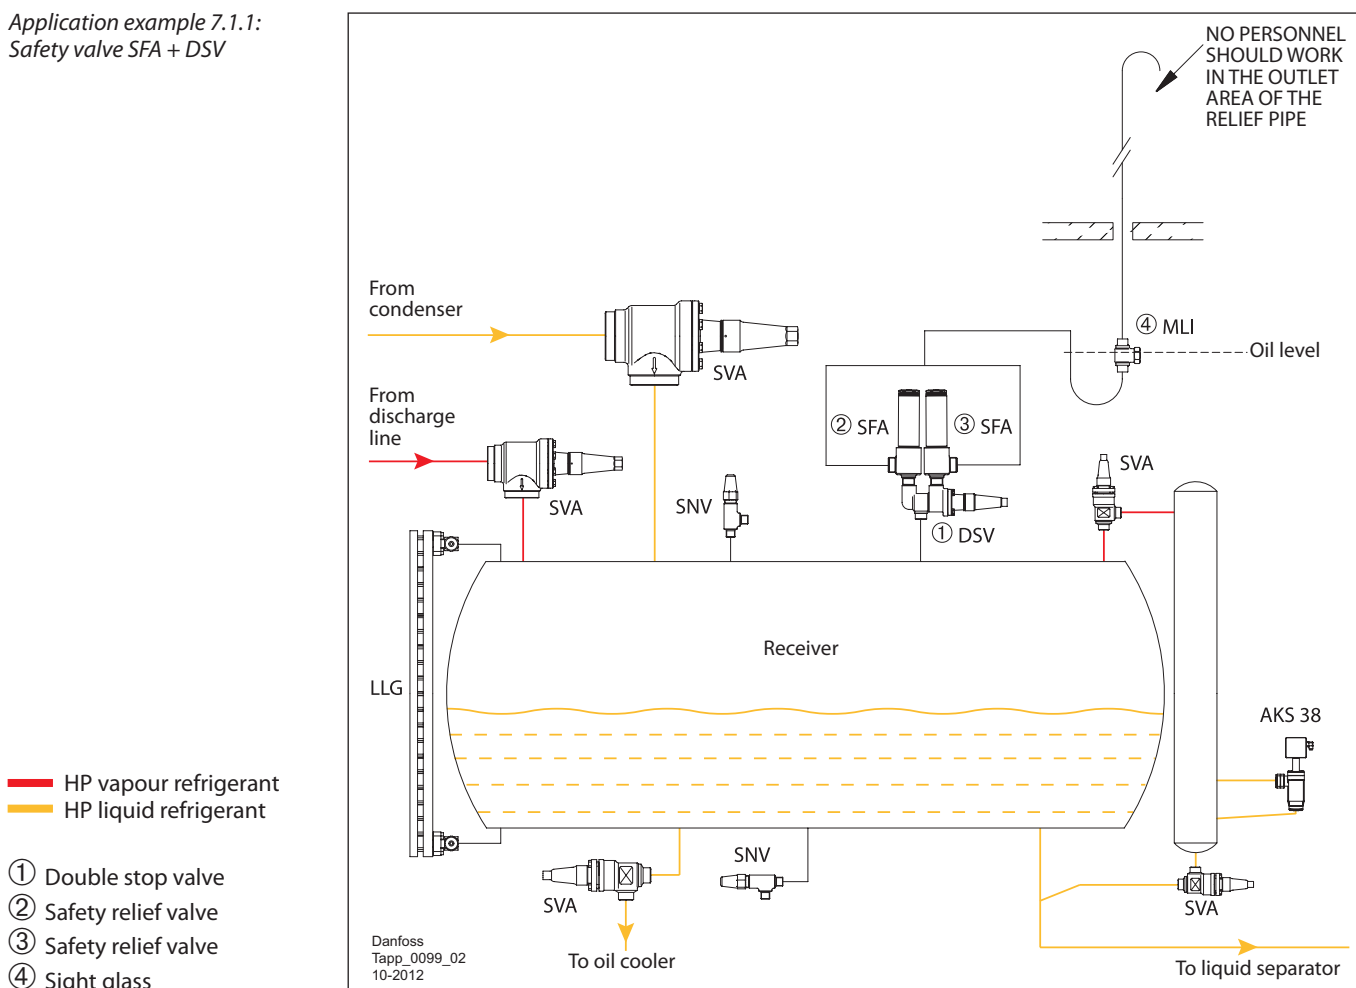 Application example 7.1.1:
Safety valve SFA + DSV
NO PERSONNEL
SHOULD WORK
IN THE OUTLET
AREA OF THE
RELIEF PIPE
From
condenser
④ MLI
Oil level
SVA
From
discharge
line
② SFA
③ SFA
SVA
SVA
SNV
① DSV
Receiver
LLG
AKS 38
HP vapour refrigerant
HP liquid refrigerant
① Double stop valve
② Safety relief valve
③ Safety relief valve
④ Sight glass
SNV
SVA
SVA
Danfoss
Tapp_0099_02
10-2012
To oil cooler
To liquid separator